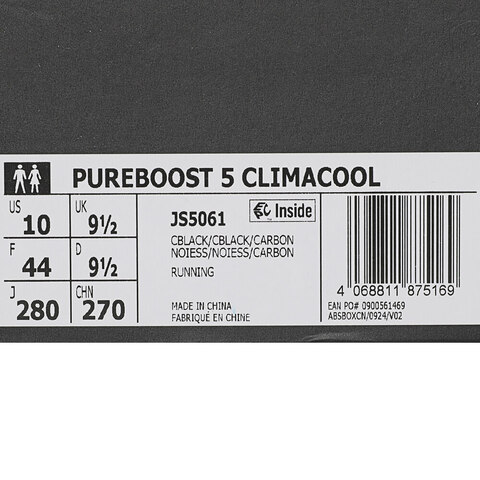 PUREBOOST 5 CLIMACOOL
US 10 UK 9½
F 44 D 9½
J 280 CHN 270
JS5061
Inside
CBLACK/CBLACK/CARBON
NOIESS/NOIESS/CARBON
RUNNING
MADE IN CHINA
FABRIQUÉ EN CHINE
4 068811 875169
EAN PO# 0900561469
ABSBOXCN/0924/V02